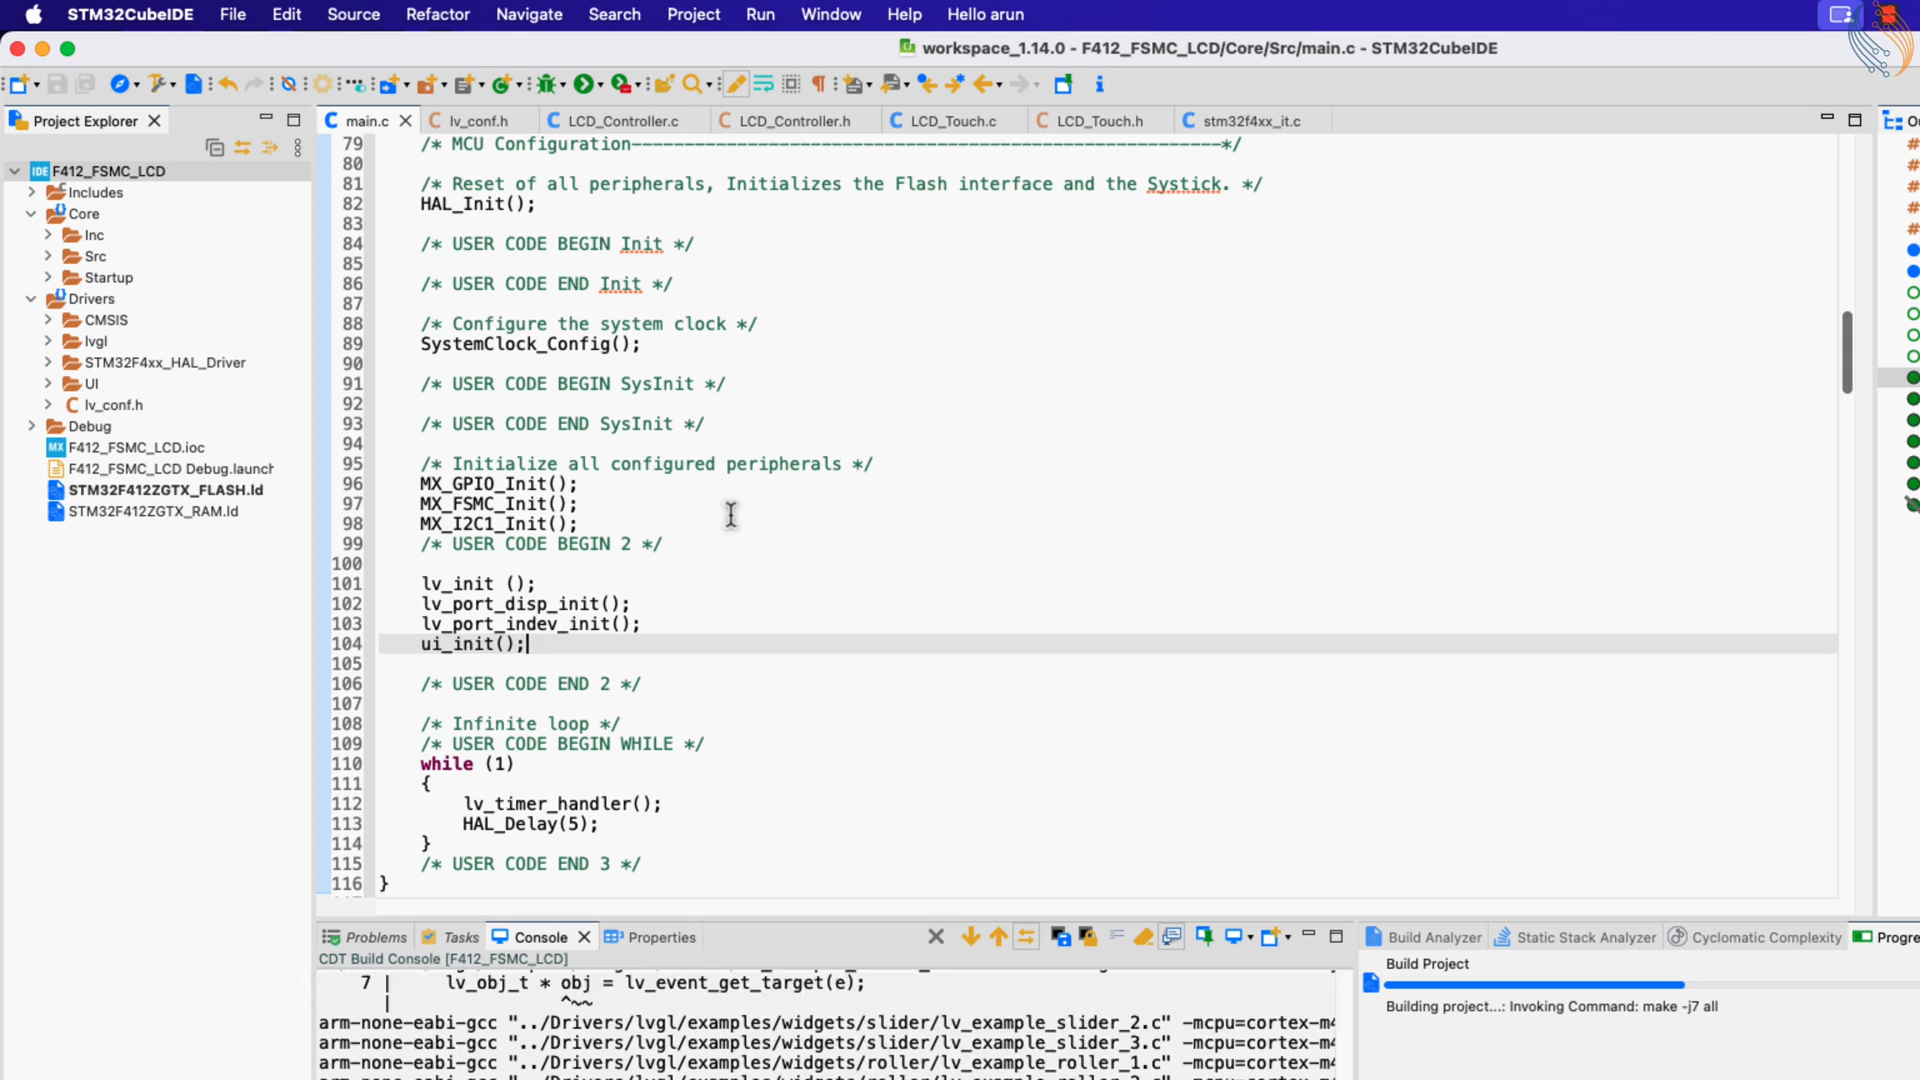 STM32CubeIDE File Edit Source Refactor Navigate Search Project Run Window Help Hello arun
workspace_1.14.0 - F412_FSMC_LCD/Core/Src/main.c - STM32CubeIDE
Project Explorer
main.c lv_conf.h LCD_Controller.c LCD_Controller.h LCD_Touch.c LCD_Touch.h stm32f4xx_it.c
F412_FSMC_LCD
Includes
Core
Inc
Src
Startup
Drivers
CMSIS
lvgl
STM32F4xx_HAL_Driver
UI
lv_conf.h
Debug
F412_FSMC_LCD.ioc
F412_FSMC_LCD Debug.launch
STM32F412ZGTX_FLASH.ld
STM32F412ZGTX_RAM.ld
79 /* MCU Configuration--------------------------------------------------------*/
80
81 /* Reset of all peripherals, Initializes the Flash interface and the Systick. */
82 HAL_Init();
83
84 /* USER CODE BEGIN Init */
85
86 /* USER CODE END Init */
87
88 /* Configure the system clock */
89 SystemClock_Config();
90
91 /* USER CODE BEGIN SysInit */
92
93 /* USER CODE END SysInit */
94
95 /* Initialize all configured peripherals */
96 MX_GPIO_Init();
97 MX_FSMC_Init();
98 MX_I2C1_Init();
99 /* USER CODE BEGIN 2 */
100
101 lv_init ();
102 lv_port_disp_init();
103 lv_port_indev_init();
104 ui_init();
105
106 /* USER CODE END 2 */
107
108 /* Infinite loop */
109 /* USER CODE BEGIN WHILE */
110 while (1)
111 {
112 lv_timer_handler();
113 HAL_Delay(5);
114 }
115 /* USER CODE END 3 */
116 }
Problems Tasks Console Properties
CDT Build Console [F412_FSMC_LCD]
7 | lv_obj_t * obj = lv_event_get_target(e);
| ^~~
arm-none-eabi-gcc "../Drivers/lvgl/examples/widgets/slider/lv_example_slider_2.c" -mcpu=cortex-m4
arm-none-eabi-gcc "../Drivers/lvgl/examples/widgets/slider/lv_example_slider_3.c" -mcpu=cortex-m4
arm-none-eabi-gcc "../Drivers/lvgl/examples/widgets/roller/lv_example_roller_1.c" -mcpu=cortex-m4
Build Analyzer Static Stack Analyzer Cyclomatic Complexity Progre
Build Project
Building project...: Invoking Command: make -j7 all